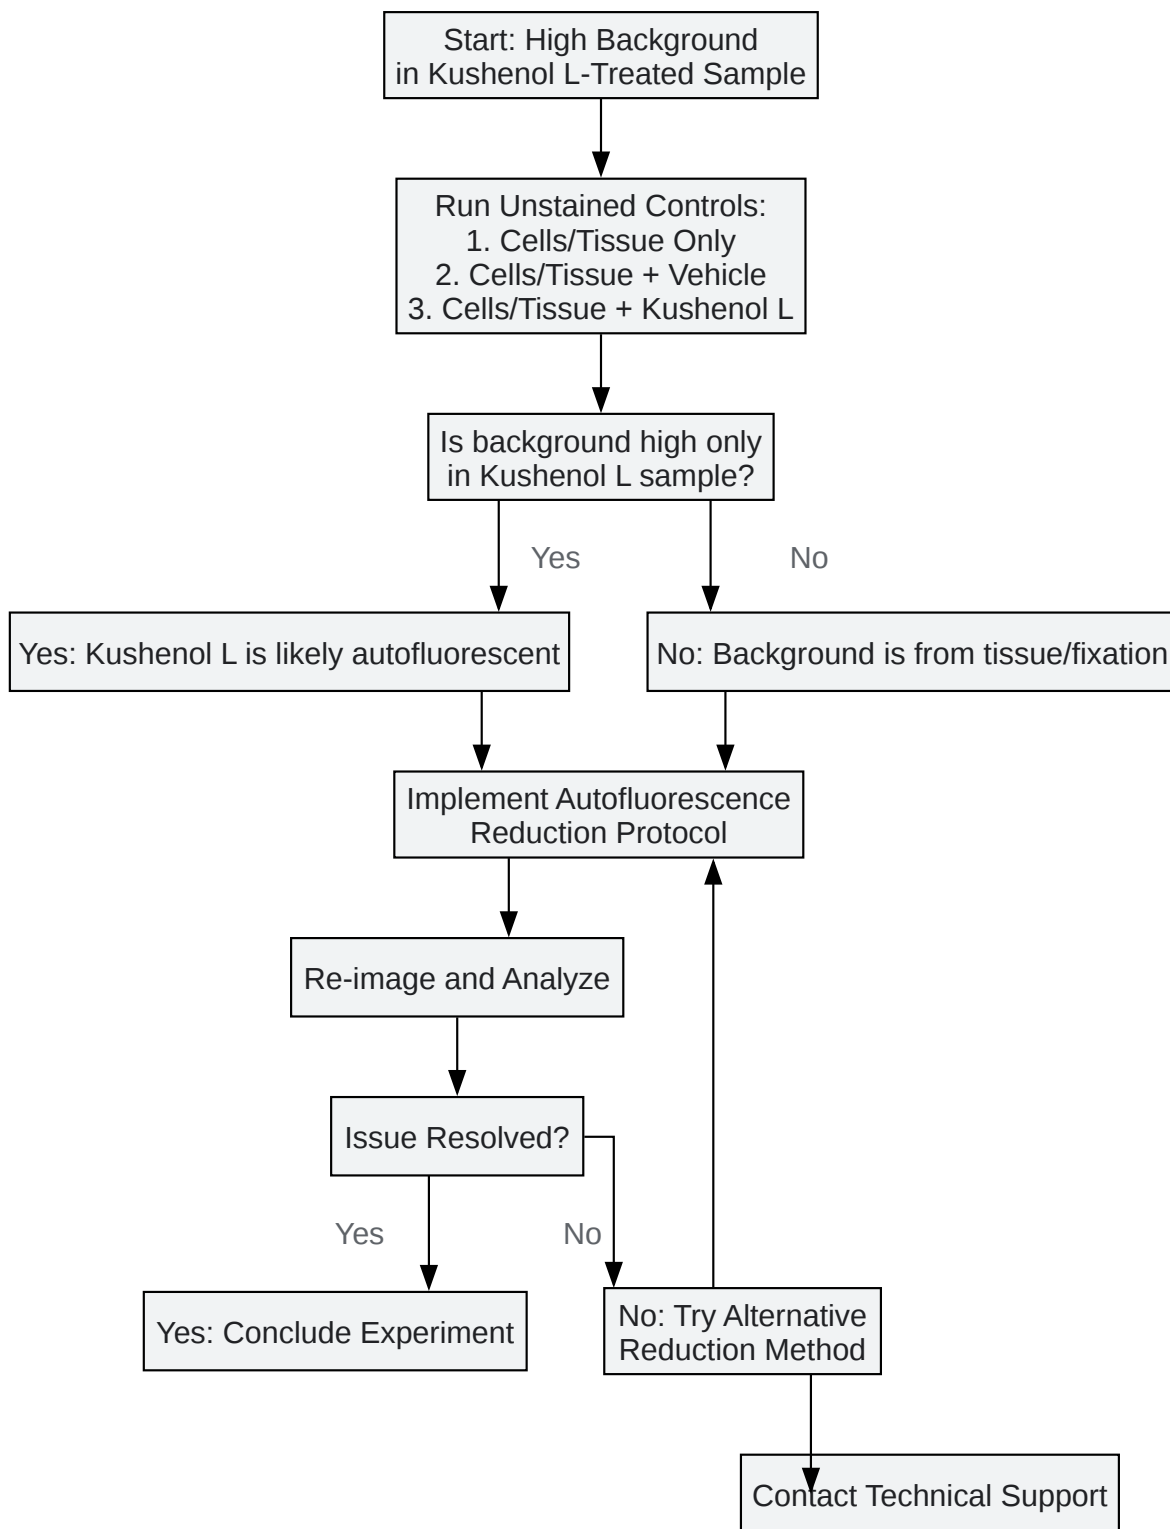 Start: High Background
in Kushenol L-Treated Sample
Run Unstained Controls:
1. Cells/Tissue Only
2. Cells/Tissue + Vehicle
3. Cells/Tissue + Kushenol L
Is background high only
in Kushenol L sample?
Yes
No
Yes: Kushenol L is likely autofluorescent
No: Background is from tissue/fixation
Implement Autofluorescence
Reduction Protocol
Re-image and Analyze
Issue Resolved?
Yes
No
Yes: Conclude Experiment
No: Try Alternative
Reduction Method
Contact Technical Support